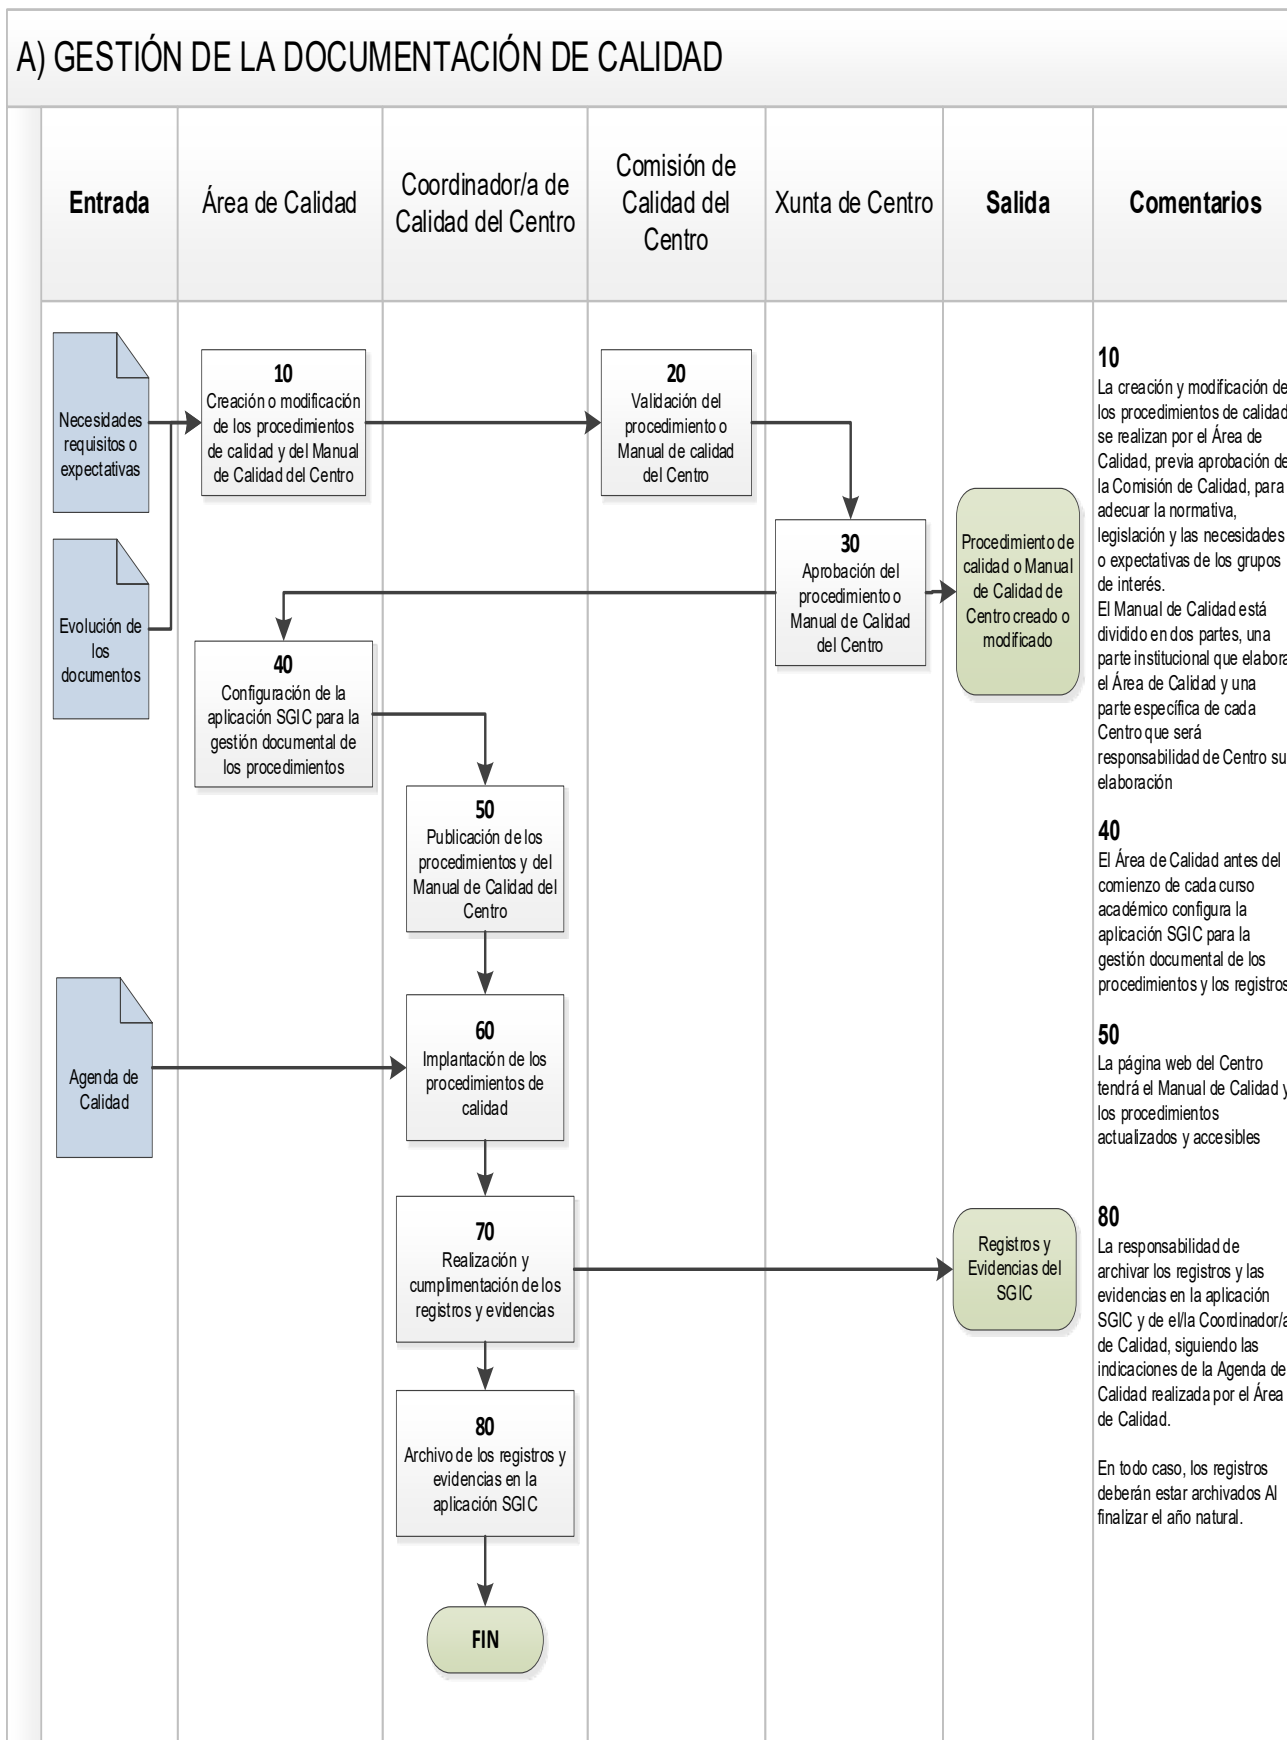 A) GESTIÓN DE LA DOCUMENTACIÓN DE CALIDAD
Entrada
Área de Calidad
Coordinador/a de
Calidad del Centro
Comisión de
Calidad del
Centro
Xunta de Centro
Salida
Comentarios
Necesidades
requisitos o
expectativas
Evolución de
los
documentos
10
Creación o modificación
de los procedimientos
de calidad y del Manual
de Calidad del Centro
20
Validación del
procedimiento o
Manual de calidad
del Centro
30
Aprobación del
procedimiento o
Manual de Calidad
del Centro
Procedimiento de
calidad o Manual
de Calidad de
Centro creado o
modificado
40
Configuración de la
aplicación SGIC para la
gestión documental de
los procedimientos
50
Publicación de los
procedimientos y del
Manual de Calidad del
Centro
Agenda de
Calidad
60
Implantación de los
procedimientos de
calidad
70
Realización y
cumplimentación de los
registros y evidencias
Registros y
Evidencias del
SGIC
80
Archivo de los registros y
evidencias en la
aplicación SGIC
FIN
10
La creación y modificación de
los procedimientos de calidad
se realizan por el Área de
Calidad, previa aprobación de
la Comisión de Calidad, para
adecuar la normativa,
legislación y las necesidades
o expectativas de los grupos
de interés.
El Manual de Calidad está
dividido en dos partes, una
parte institucional que elabora
el Área de Calidad y una
parte específica de cada
Centro que será
responsabilidad de Centro su
elaboración
40
El Área de Calidad antes del
comienzo de cada curso
académico configura la
aplicación SGIC para la
gestión documental de los
procedimientos y los registros
50
La página web del Centro
tendrá el Manual de Calidad y
los procedimientos
actualizados y accesibles
80
La responsabilidad de
archivar los registros y las
evidencias en la aplicación
SGIC y de el/la Coordinador/a
de Calidad, siguiendo las
indicaciones de la Agenda de
Calidad realizada por el Área
de Calidad.
En todo caso, los registros
deberán estar archivados Al
finalizar el año natural.